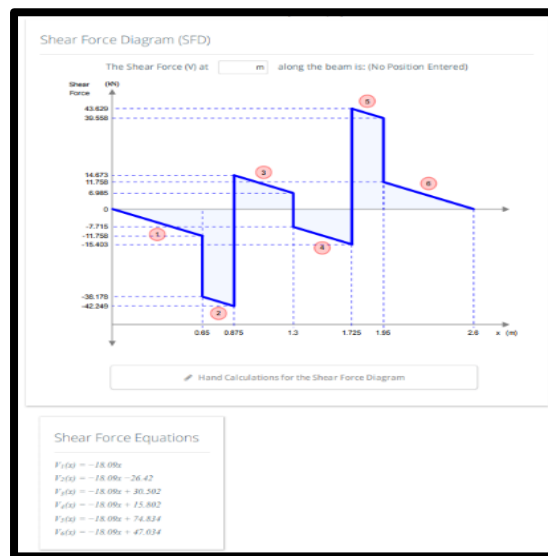 Shear Force Diagram (SFD)
The Shear Force (V) at m along the beam is: (No Position Entered)
Shear (kN)
Force
5
43.629
39.558
3
14.673
11.758
6
6.985
0
-7.715
-11.758
1
-15.403
4
-38.178
-42.249
2
0.65 0.875 1.3 1.725 1.95 2.6 x (m)
Hand Calculations for the Shear Force Diagram
Shear Force Equations
V₁(x) = −18.09x
V₂(x) = −18.09x −26.42
V₃(x) = −18.09x + 30.502
V₄(x) = −18.09x + 15.802
V₅(x) = −18.09x + 74.834
V₆(x) = −18.09x + 47.034